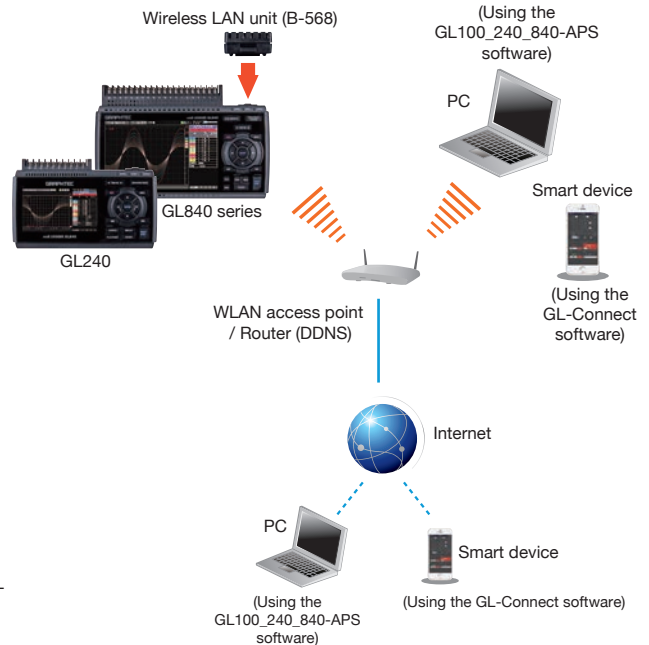 Wireless LAN unit (B-568)
(Using the
GL100_240_840-APS
software)
PC
GRAPHTEC
GL840 series
GRAPHTEC
GL240
Smart device
(Using the
GL-Connect
software)
WLAN access point
/ Router (DDNS)
Internet
PC
Smart device
(Using the
GL100_240_840-APS
software)
(Using the GL-Connect software)